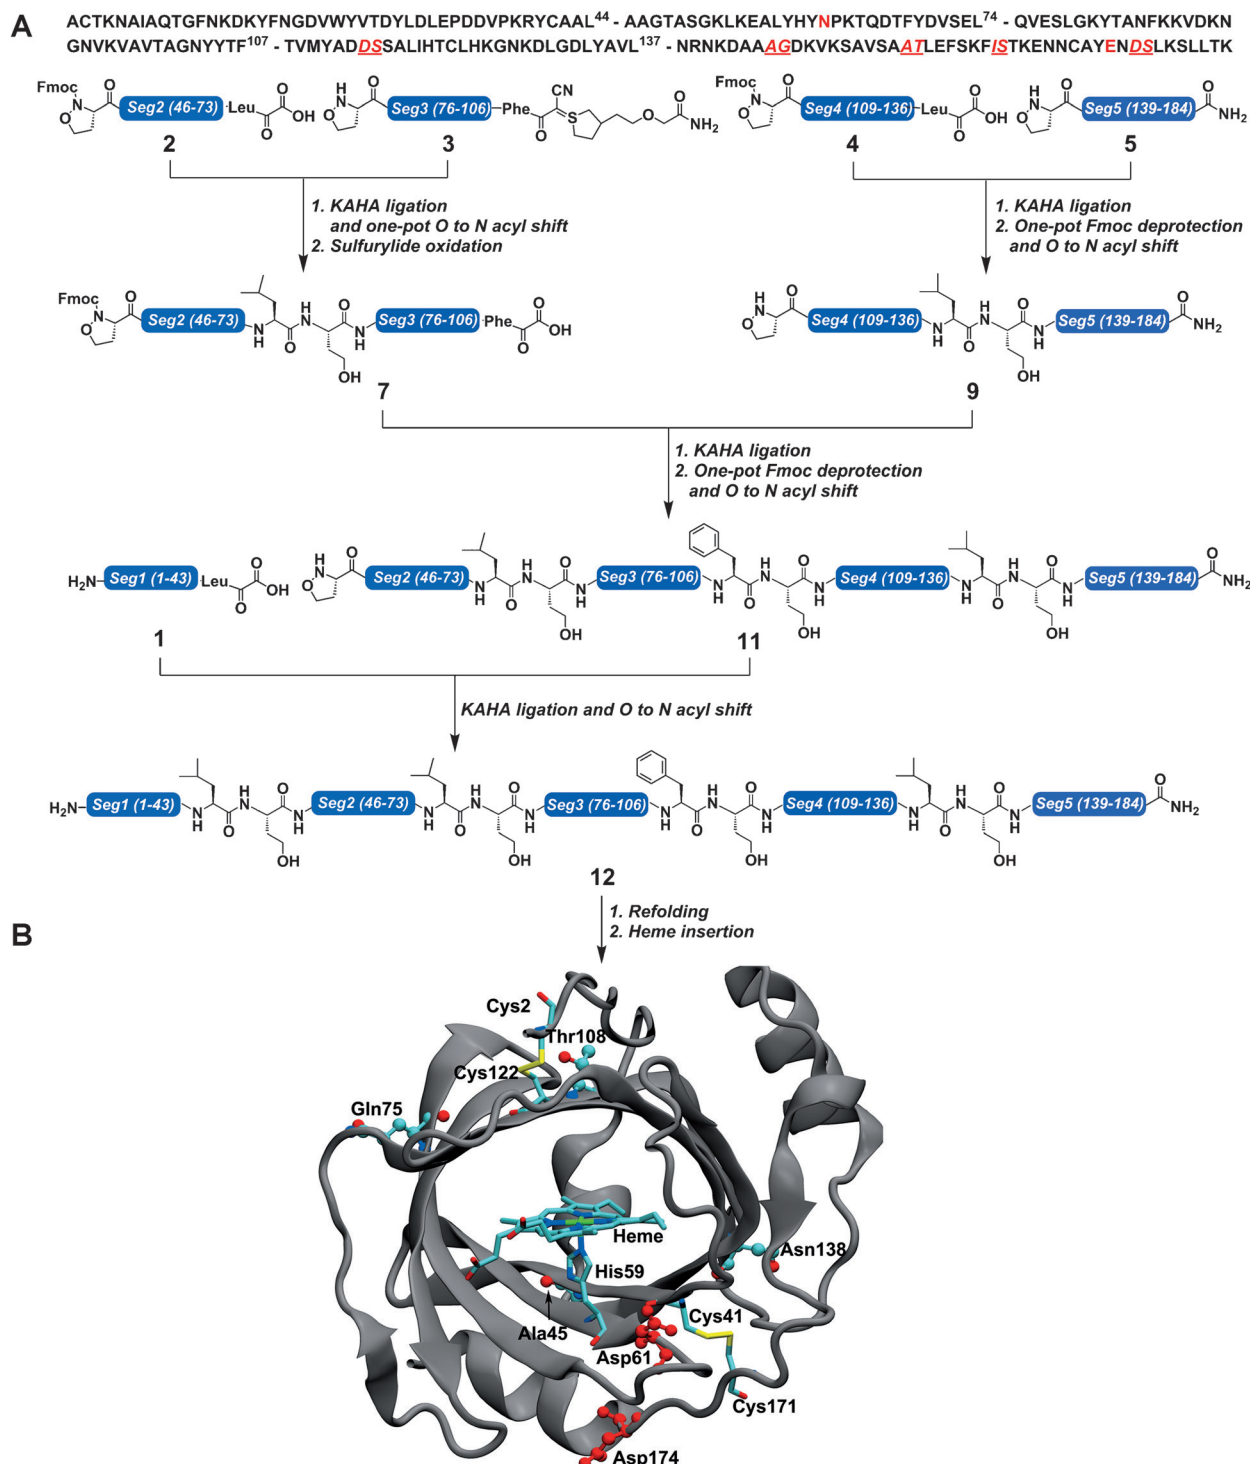 A
ACTKNAIAQTGFNKDKYFNGDVWYVTDYLDLEPDDVPKRYCAAL44 - AAGTASGKLKEALYHYNPKTQDTFYDVSEL74 - QVESLGKYTANFKKVDKN
GNVKVAVTAGNYYTF107 - TVMYADDSSALIHTCLHKGNKDLGDLYAVL137 - NRNKDAAAGDKVKSAVSAATLEFSKFISTKENNCAYENDSLKSLLTK
Fmoc N O O Seg2 (46-73) Leu O O OH
H N O O Seg3 (76-106) Phe O CN S O O NH2
Fmoc N O O Seg4 (109-136) Leu O O OH
H N O O Seg5 (139-184) O NH2
2 3 4 5
1. KAHA ligation
and one-pot O to N acyl shift
2. Sulfurylide oxidation
1. KAHA ligation
2. One-pot Fmoc deprotection
and O to N acyl shift
Fmoc N O O Seg2 (46-73) N H O H N O OH N H Seg3 (76-106) Phe O O OH
H N O O Seg4 (109-136) N H O H N O OH N H Seg5 (139-184) O NH2
7 9
1. KAHA ligation
2. One-pot Fmoc deprotection
and O to N acyl shift
H2N Seg1 (1-43) Leu O O OH
H N O O Seg2 (46-73) N H O H N O OH N H Seg3 (76-106) N H O H N O OH N H Seg4 (109-136) N H O H N O OH N H Seg5 (139-184) O NH2
1 11
KAHA ligation and O to N acyl shift
H2N Seg1 (1-43) N H O H N O OH N H Seg2 (46-73) N H O H N O OH N H Seg3 (76-106) N H O H N O OH N H Seg4 (109-136) N H O H N O OH N H Seg5 (139-184) O NH2
12
1. Refolding
2. Heme insertion
B
Cys2
Thr108
Cys122
Gln75
Heme
Asn138
His59
Cys41
Ala45
Asp61
Cys171
Asp174